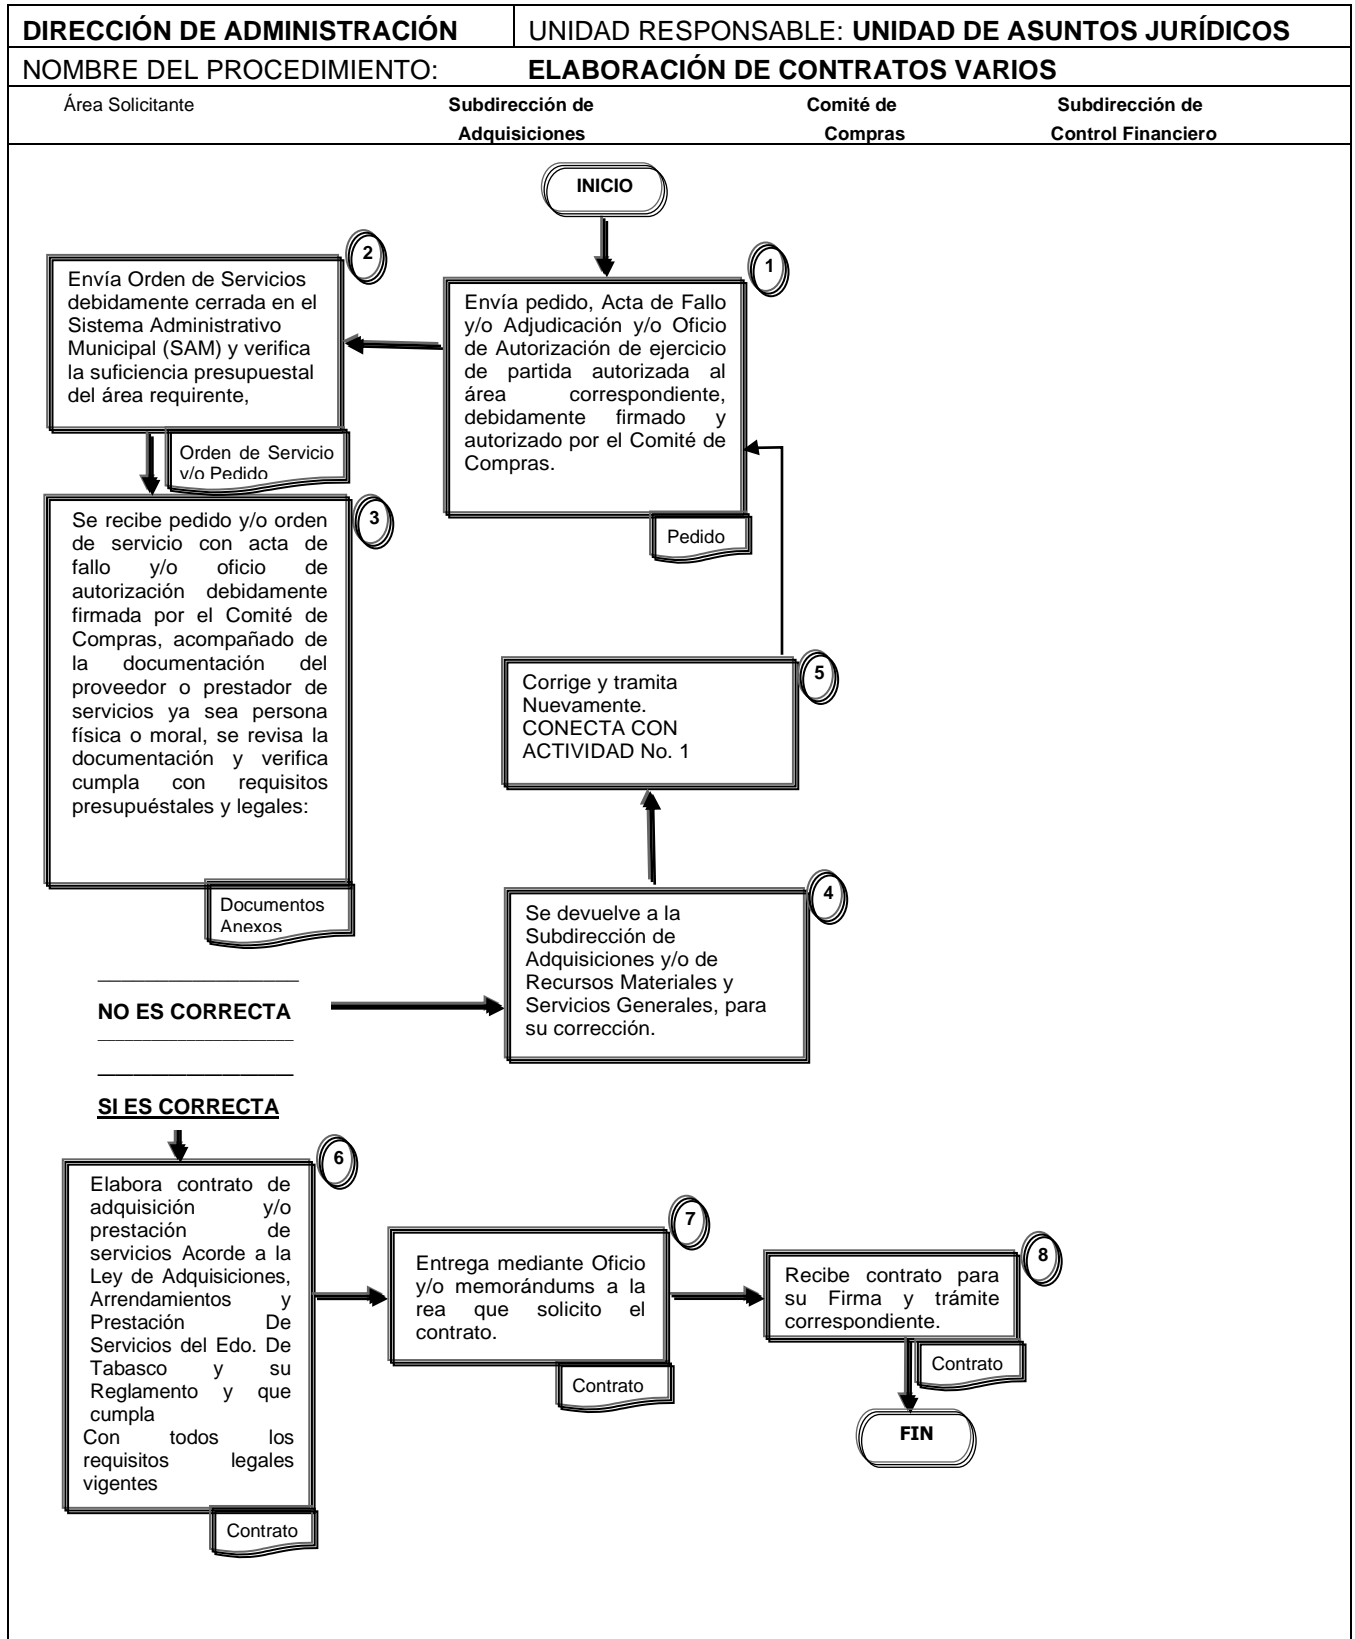 DIRECCIÓN DE ADMINISTRACIÓN
UNIDAD RESPONSABLE: UNIDAD DE ASUNTOS JURÍDICOS
NOMBRE DEL PROCEDIMIENTO: ELABORACIÓN DE CONTRATOS VARIOS
Área Solicitante
Subdirección de
Adquisiciones
Comité de
Compras
Subdirección de
Control Financiero
INICIO
1
Envía pedido, Acta de Fallo
y/o Adjudicación y/o Oficio
de Autorización de ejercicio
de partida autorizada al
área correspondiente,
debidamente firmado y
autorizado por el Comité de
Compras.
Pedido
2
Envía Orden de Servicios
debidamente cerrada en el
Sistema Administrativo
Municipal (SAM) y verifica
la suficiencia presupuestal
del área requirente,
Orden de Servicio
y/o Pedido
3
Se recibe pedido y/o orden
de servicio con acta de
fallo y/o oficio de
autorización debidamente
firmada por el Comité de
Compras, acompañado de
la documentación del
proveedor o prestador de
servicios ya sea persona
física o moral, se revisa la
documentación y verifica
cumpla con requisitos
presupuéstales y legales:
Documentos
Anexos
NO ES CORRECTA
4
Se devuelve a la
Subdirección de
Adquisiciones y/o de
Recursos Materiales y
Servicios Generales, para
su corrección.
5
Corrige y tramita
Nuevamente.
CONECTA CON
ACTIVIDAD No. 1
SI ES CORRECTA
6
Elabora contrato de
adquisición y/o
prestación de
servicios Acorde a la
Ley de Adquisiciones,
Arrendamientos y
Prestación De
Servicios del Edo. De
Tabasco y su
Reglamento y que
cumpla
Con todos los
requisitos legales
vigentes
Contrato
7
Entrega mediante Oficio
y/o memorándums a la
rea que solicito el
contrato.
Contrato
8
Recibe contrato para
su Firma y trámite
correspondiente.
Contrato
FIN